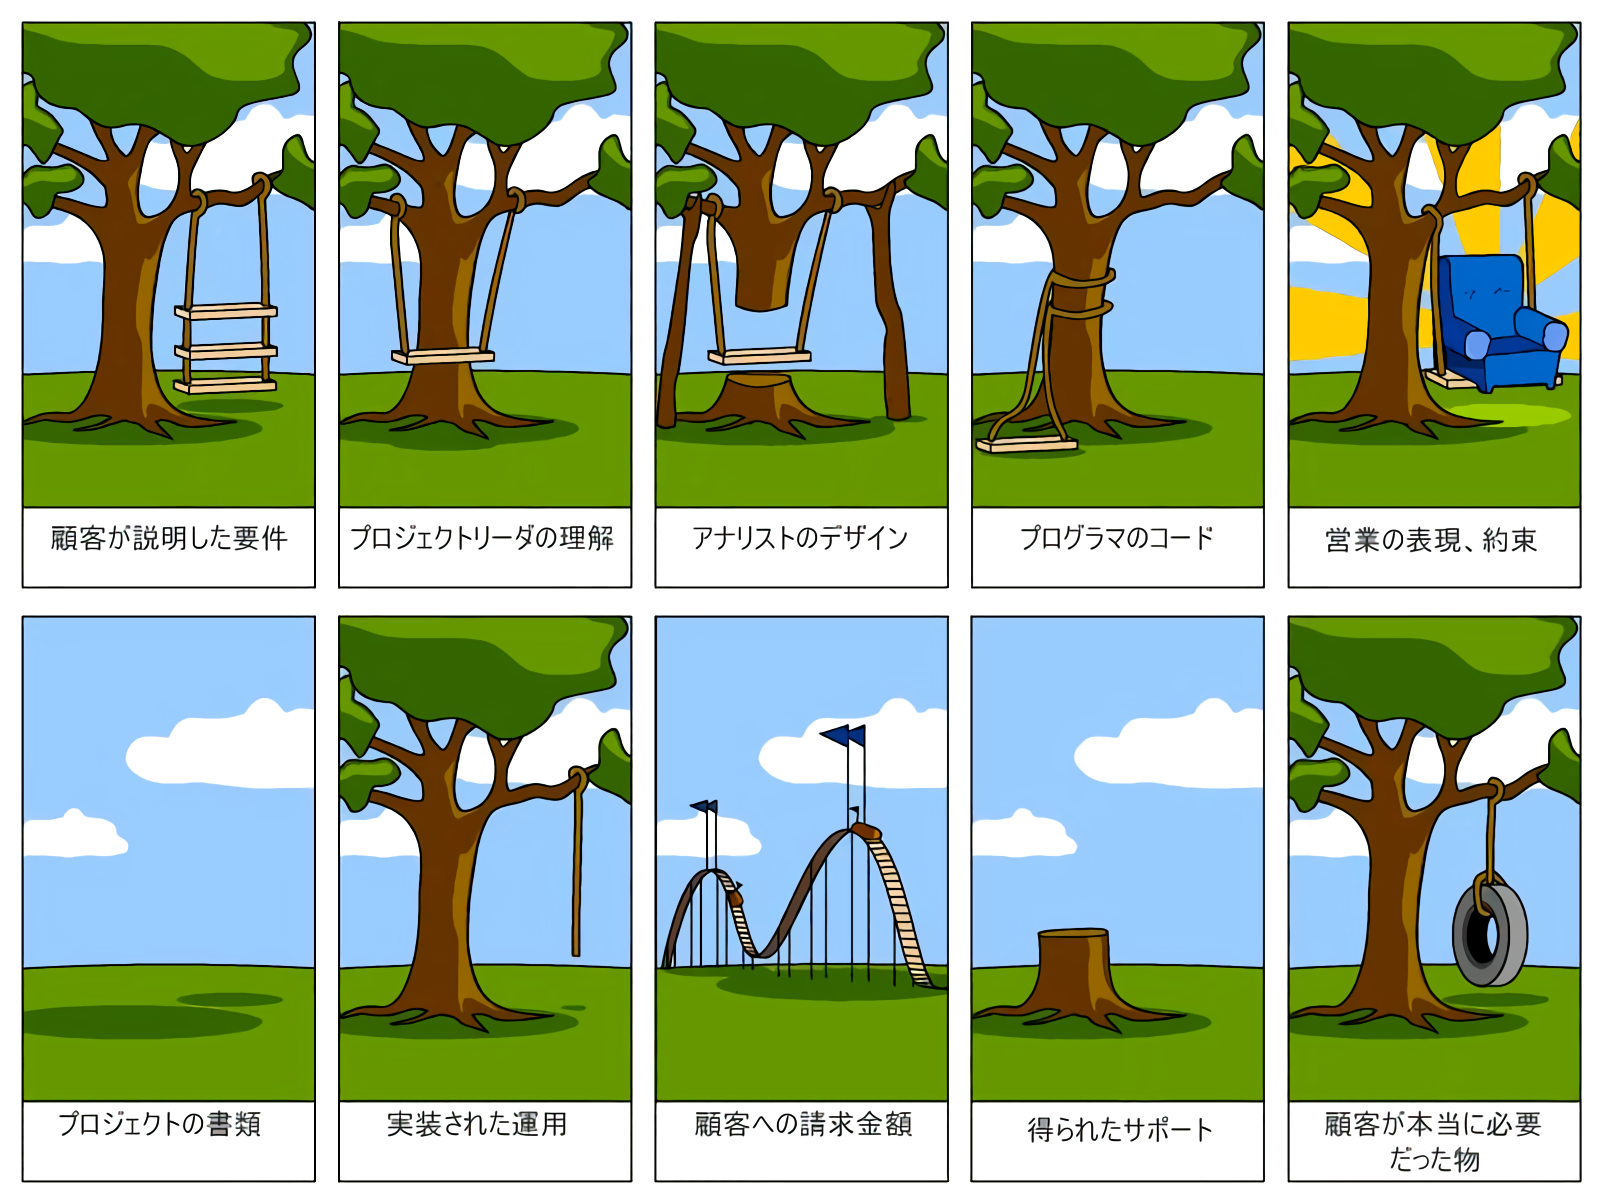 顧客が説明した要件
プロジェクトリーダの理解
アナリストのデザイン
プログラマのコード
営業の表現、約束
プロジェクトの書類
実装された運用
顧客への請求金額
得られたサポート
顧客が本当に必要
だった物